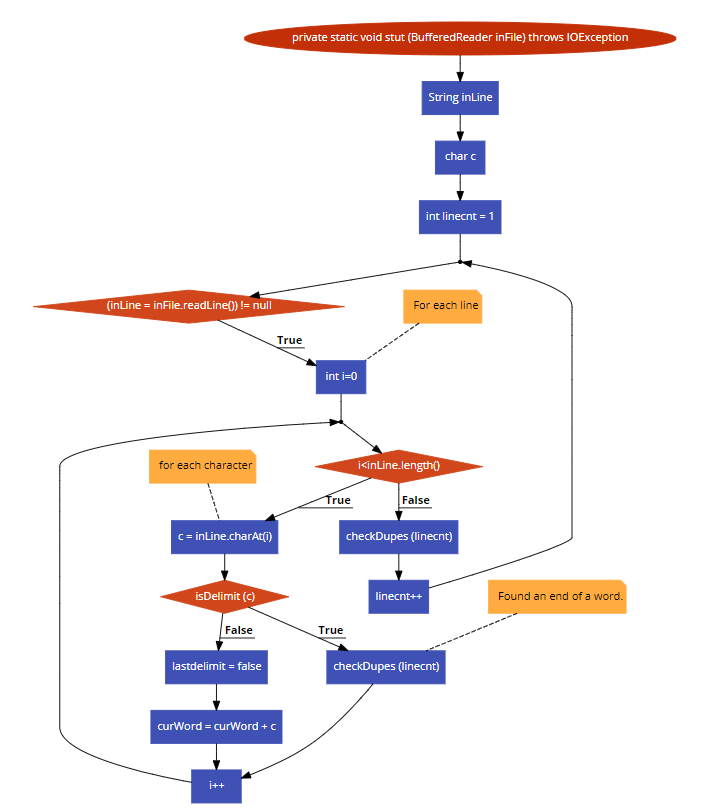 private static void stut (BufferedReader inFile) throws IOException
String inLine
char c
int linecnt = 1
(inLine = inFile.readLine()) != null
For each line
True
int i=0
for each character
i<inLine.length()
True
False
c = inLine.charAt(i)
checkDupes (linecnt)
isDelimit (c)
linecnt++
Found an end of a word.
False
True
lastdelimit = false
checkDupes (linecnt)
curWord = curWord + c
i++